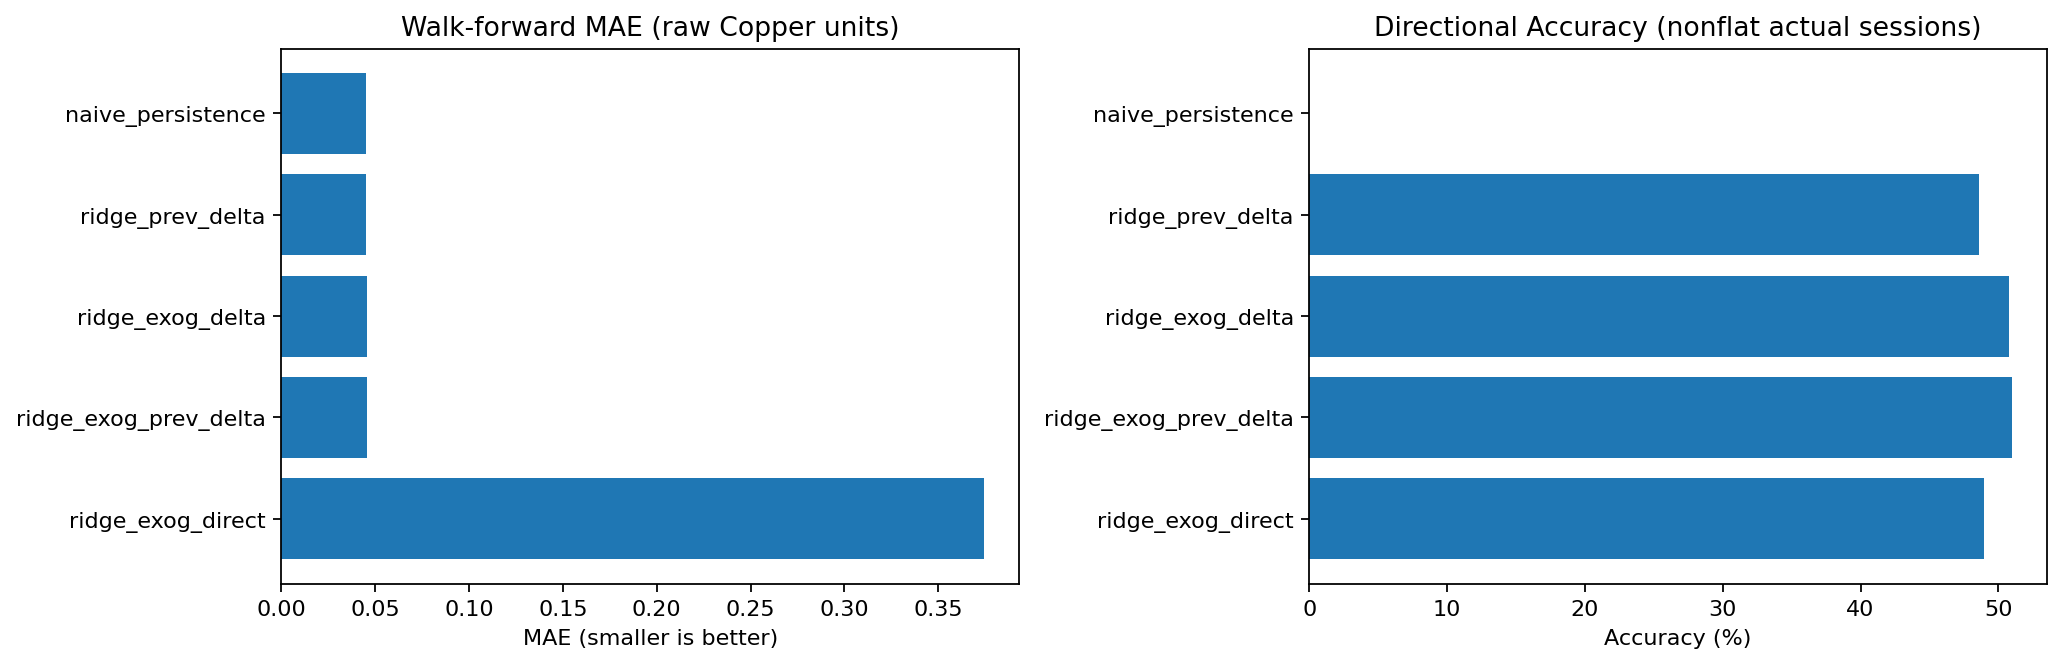 Walk-forward MAE (raw Copper units)
naive_persistence
ridge_prev_delta
ridge_exog_delta
ridge_exog_prev_delta
ridge_exog_direct
0.00 0.05 0.10 0.15 0.20 0.25 0.30 0.35
MAE (smaller is better)
Directional Accuracy (nonflat actual sessions)
naive_persistence
ridge_prev_delta
ridge_exog_delta
ridge_exog_prev_delta
ridge_exog_direct
0 10 20 30 40 50
Accuracy (%)